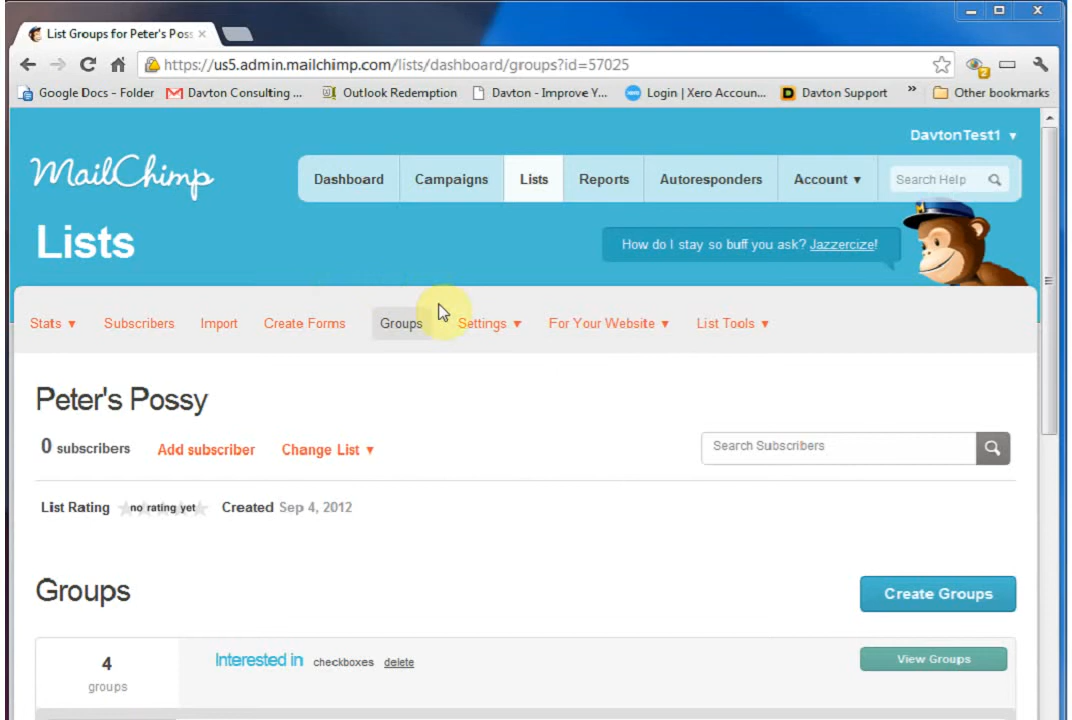 List Groups for Peter's Poss
https://us5.admin.mailchimp.com/lists/dashboard/groups?id=57025
Google Docs - Folder Davton Consulting ... Outlook Redemption Davton - Improve Y... Login | Xero Accoun... Davton Support » Other bookmarks
DavtonTest1 ▼
MailChimp
Dashboard Campaigns Lists Reports Autoresponders Account ▼ Search Help
Lists
How do I stay so buff you ask? Jazzercize!
Stats ▼ Subscribers Import Create Forms Groups Settings ▼ For Your Website ▼ List Tools ▼
Peter's Possy
0 subscribers Add subscriber Change List ▼ Search Subscribers
List Rating no rating yet Created Sep 4, 2012
Groups Create Groups
4 groups Interested in checkboxes delete View Groups